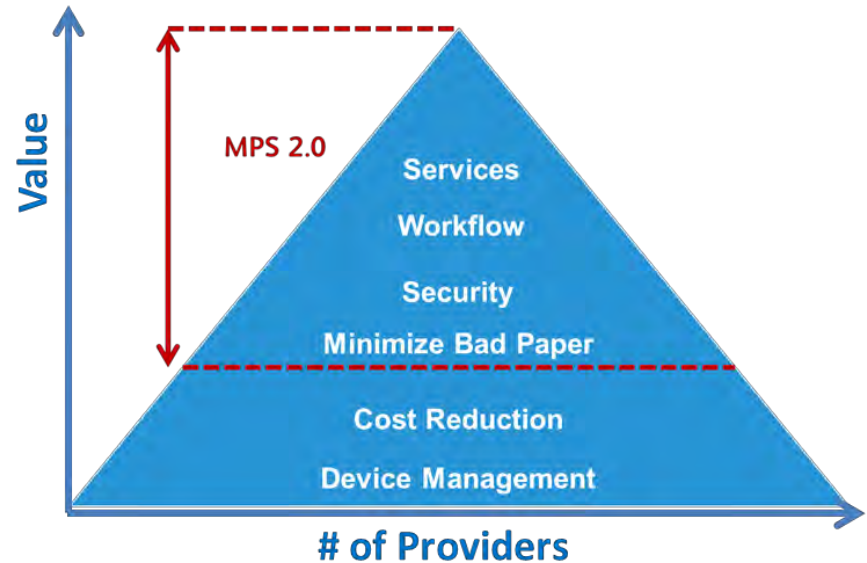 Value
MPS 2.0
Services
Workflow
Security
Minimize Bad Paper
Cost Reduction
Device Management
# of Providers